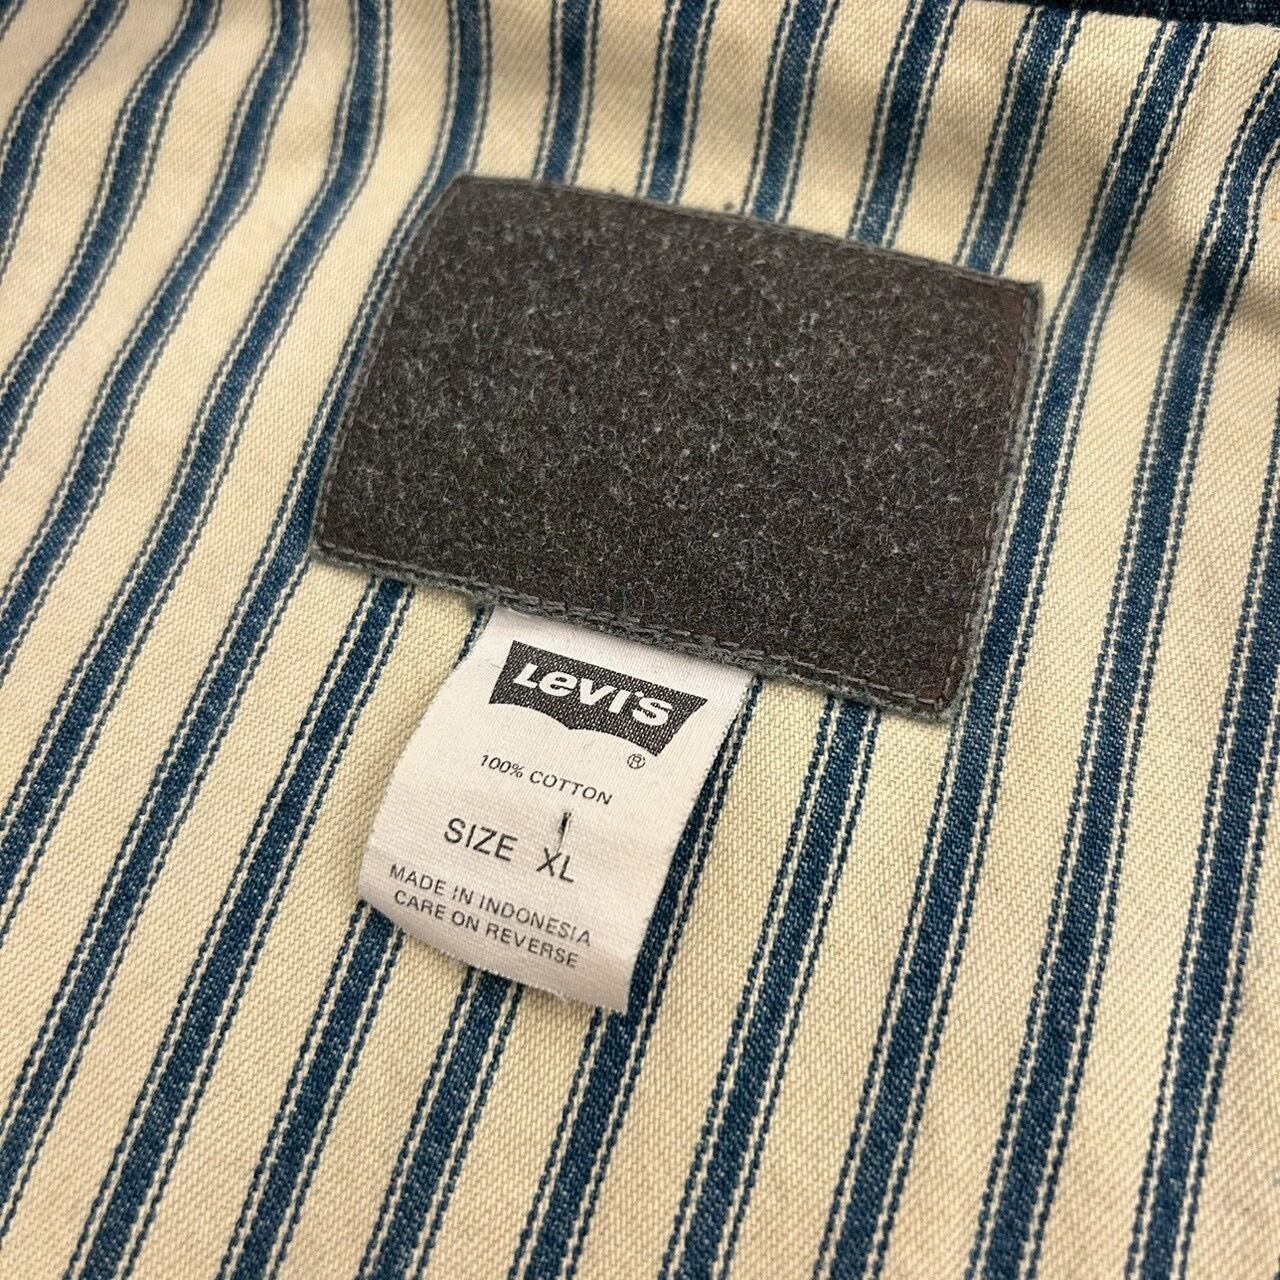 Levi's
®
100% COTTON
SIZE XL
MADE IN INDONESIA
CARE ON REVERSE